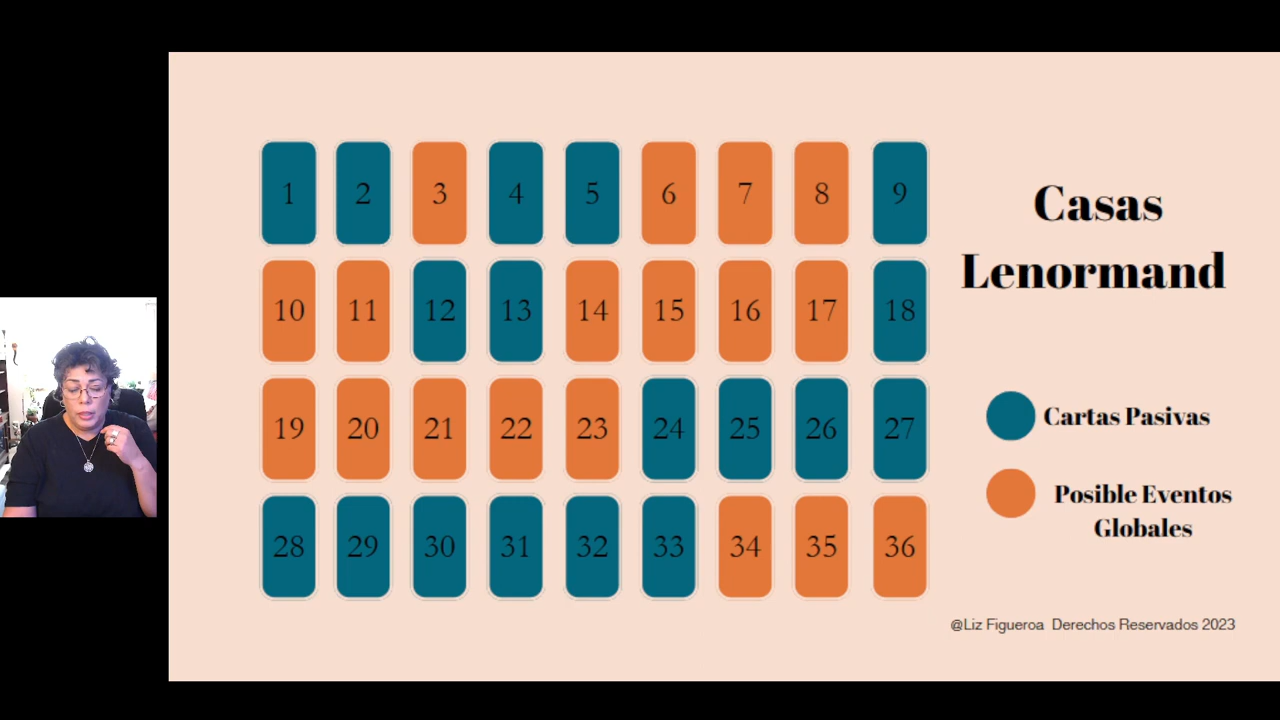 1 2 3 4 5 6 7 8 9
10 11 12 13 14 15 16 17 18
19 20 21 22 23 24 25 26 27
28 29 30 31 32 33 34 35 36
Casas
Lenormand
Cartas Pasivas
Posible Eventos
Globales
@Liz Figueroa Derechos Reservados 2023